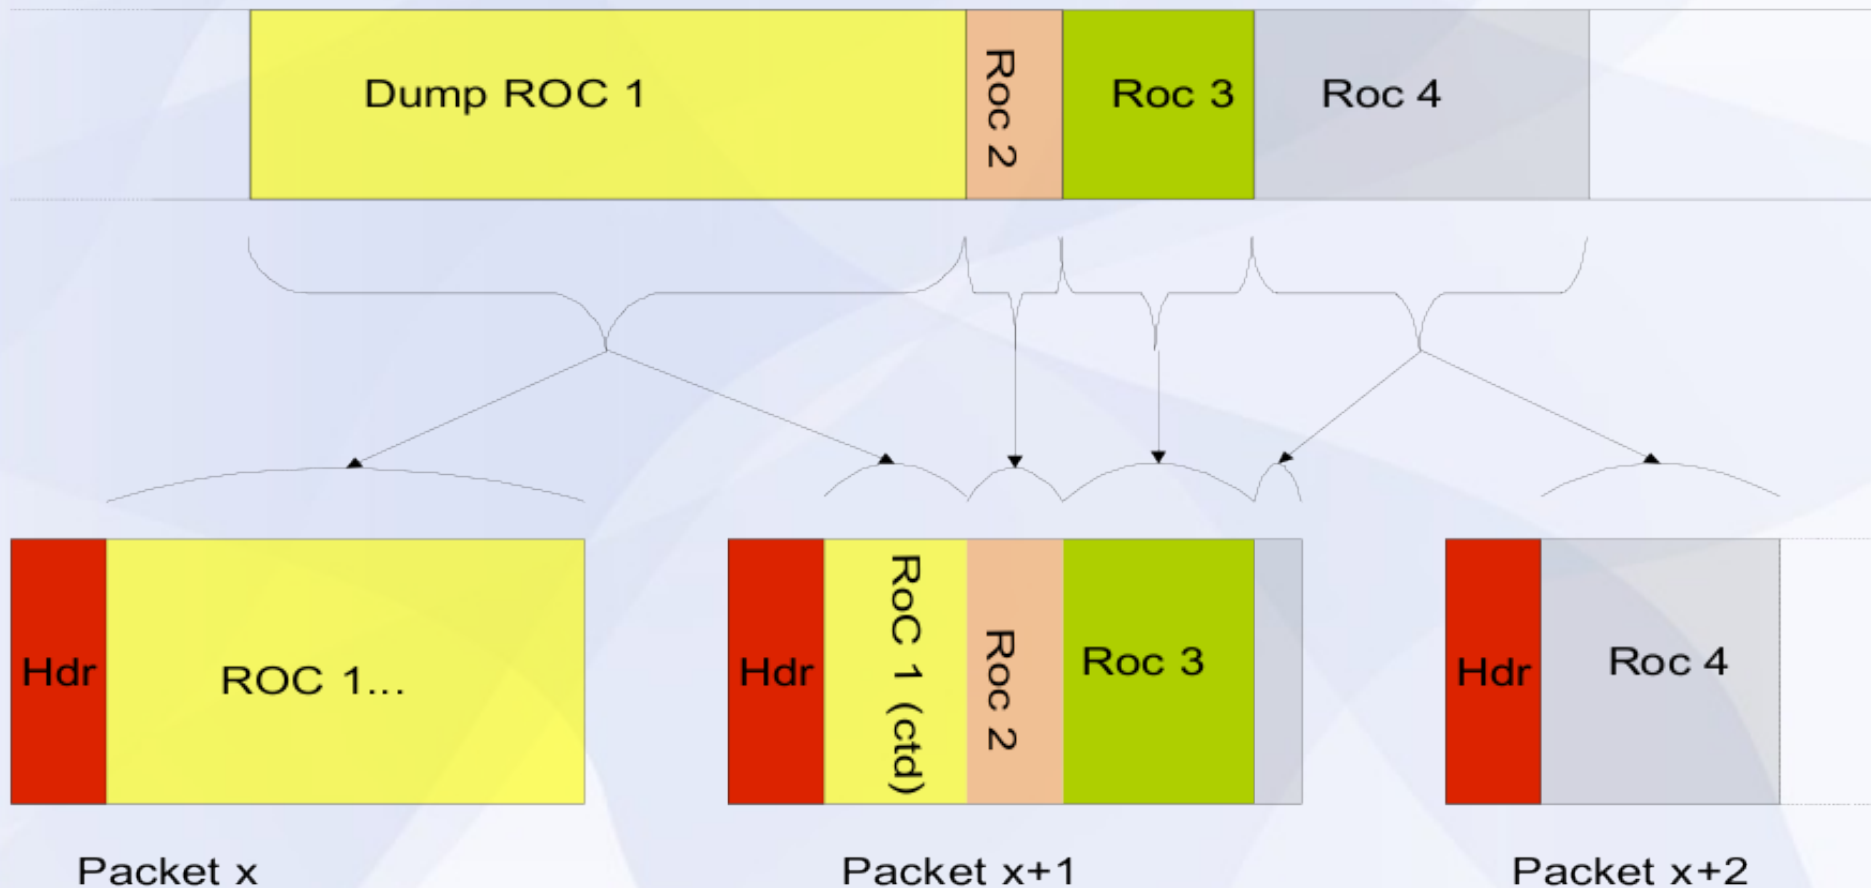 Dump ROC 1
Roc 2
Roc 3
Roc 4
Hdr
ROC 1...
Hdr
RoC 1 (ctd)
Roc 2
Roc 3
Hdr
Roc 4
Packet x
Packet x+1
Packet x+2